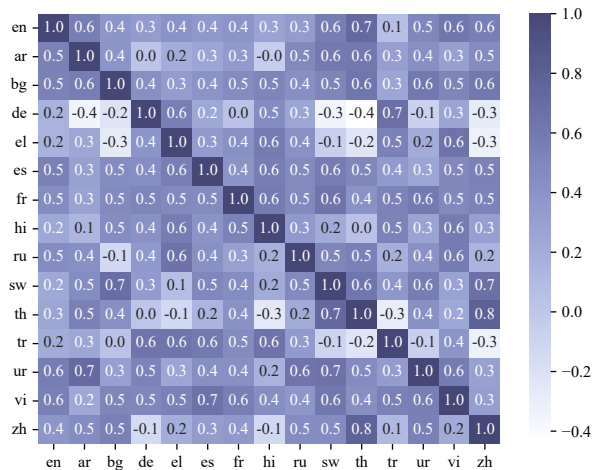 en 1.0 0.6 0.4 0.3 0.4 0.4 0.4 0.3 0.3 0.6 0.7 0.1 0.5 0.6 0.6
ar 0.5 1.0 0.4 0.0 0.2 0.3 0.3 -0.0 0.5 0.6 0.6 0.3 0.4 0.3 0.5
bg 0.5 0.6 1.0 0.4 0.3 0.4 0.5 0.5 0.4 0.5 0.6 0.3 0.6 0.6 0.6
de 0.2 -0.4 -0.2 1.0 0.6 0.2 0.0 0.5 0.5 -0.3 -0.4 0.7 -0.1 0.3 -0.3
el 0.2 0.3 -0.3 0.4 1.0 0.3 0.4 0.6 0.4 -0.1 -0.2 0.5 0.2 0.6 -0.3
es 0.5 0.3 0.5 0.4 0.6 1.0 0.4 0.6 0.5 0.6 0.5 0.4 0.3 0.5 0.5
fr 0.5 0.3 0.5 0.5 0.5 0.5 1.0 0.6 0.5 0.6 0.4 0.5 0.6 0.5 0.5
hi 0.2 0.1 0.5 0.4 0.6 0.4 0.5 1.0 0.3 0.2 0.0 0.5 0.3 0.6 0.3
ru 0.5 0.4 -0.1 0.4 0.6 0.4 0.3 0.2 1.0 0.5 0.5 0.2 0.4 0.6 0.2
sw 0.2 0.5 0.7 0.3 0.1 0.5 0.4 0.2 0.5 1.0 0.6 0.4 0.6 0.3 0.7
th 0.3 0.5 0.4 0.0 -0.1 0.2 0.4 -0.3 0.2 0.7 1.0 -0.3 0.4 0.2 0.8
tr 0.2 0.3 0.0 0.6 0.6 0.6 0.5 0.6 0.3 -0.1 -0.2 1.0 -0.1 0.4 -0.3
ur 0.6 0.7 0.3 0.5 0.3 0.4 0.4 0.2 0.6 0.7 0.5 0.3 1.0 0.6 0.3
vi 0.6 0.2 0.5 0.5 0.5 0.7 0.6 0.4 0.4 0.6 0.6 0.4 0.3 1.0 0.3
zh 0.4 0.5 0.5 -0.1 0.2 0.3 0.4 -0.1 0.5 0.5 0.8 0.1 0.5 0.2 1.0
en ar bg de el es fr hi ru sw th tr ur vi zh
1.0
0.8
0.6
0.4
0.2
0.0
−0.2
−0.4